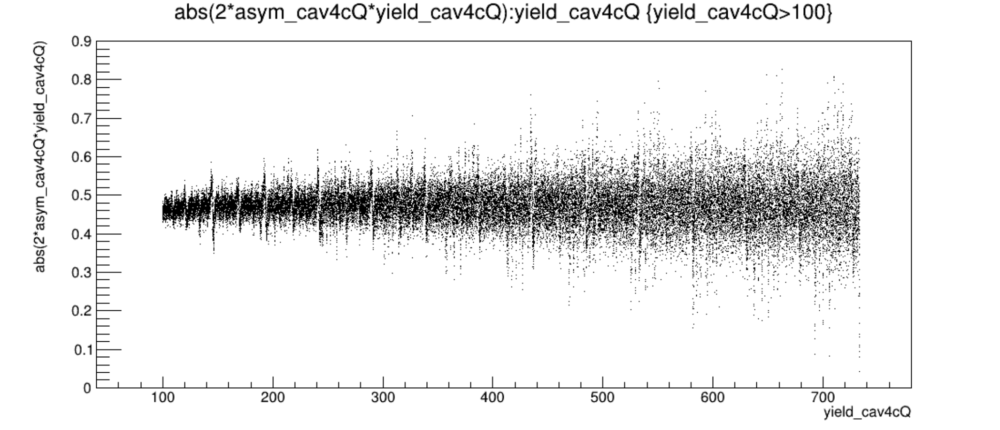 abs(2*asym_cav4cQ*yield_cav4cQ):yield_cav4cQ {yield_cav4cQ>100}
abs(2*asym_cav4cQ*yield_cav4cQ)
0.9
0.8
0.7
0.6
0.5
0.4
0.3
0.2
0.1
0
100 200 300 400 500 600 700
yield_cav4cQ